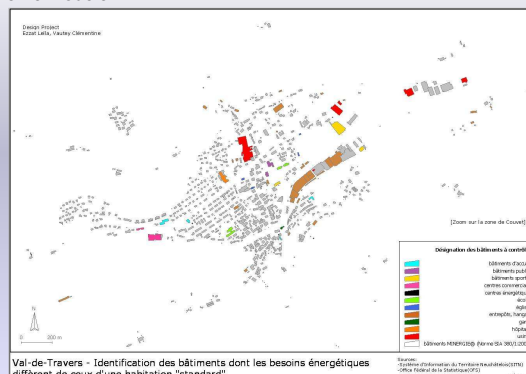 Design Project
Ezzat Leila, Vautey Clémentine
(Zoom sur la zone de Couvet)
Désignation des bâtiments à contrôl
bâtiments d'accu
bâtiments publ
bâtiments sport
centres commercia
centres énergétiqu
écol
églis
entrepôts, hang
gar
hôpita
usin
bâtiments MINERGIE® (Norme SIA 380/1:200
N
0 200 m
Val-de-Travers - Identification des bâtiments dont les besoins énergétiques
diffèrent de ceux d'une habitation "standard"
Sources:
-Système d'Information du Territoire Neuchâtelois(SITN)
-Office Fédéral de la Statistique(OFS)